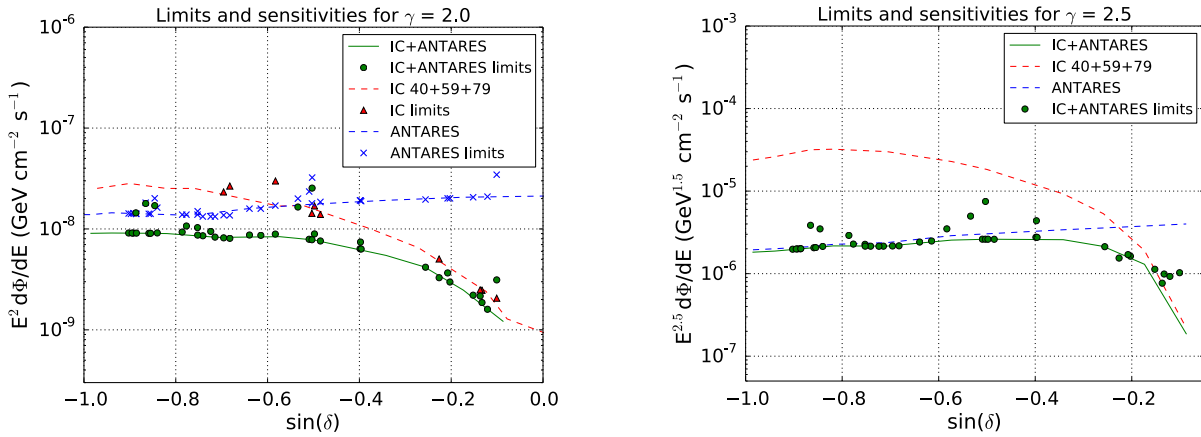 Limits and sensitivities for γ = 2.0
E² dΦ/dE (GeV cm⁻² s⁻¹)
10⁻⁶
10⁻⁷
10⁻⁸
10⁻⁹
IC+ANTARES
IC+ANTARES limits
IC 40+59+79
IC limits
ANTARES
ANTARES limits
−1.0 −0.8 −0.6 −0.4 −0.2 0.0
sin(δ)
Limits and sensitivities for γ = 2.5
E²·⁵ dΦ/dE (GeV¹·⁵ cm⁻² s⁻¹)
10⁻³
10⁻⁴
10⁻⁵
10⁻⁶
10⁻⁷
IC+ANTARES
IC 40+59+79
ANTARES
IC+ANTARES limits
−1.0 −0.8 −0.6 −0.4 −0.2
sin(δ)